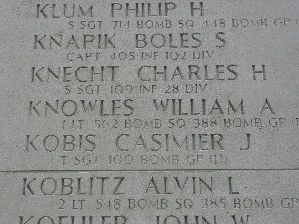 KLUM PHILIP H
S SGT 714 BOMB SQ 448 BOMB GP
KNAPIK BOLES S
CAPT 405 INF 102 DIV
KNECHT CHARLES H
S SGT 109 INF 28 DIV
KNOWLES WILLIAM A
1 LT 562 BOMB SQ 388 BOMB GP
KOBIS CASIMIER J
T SGT 100 BOMB GP (H)
KOBLITZ ALVIN L
2 LT 548 BOMB SQ 385 BOMB GP
KOEHLER JOHN W